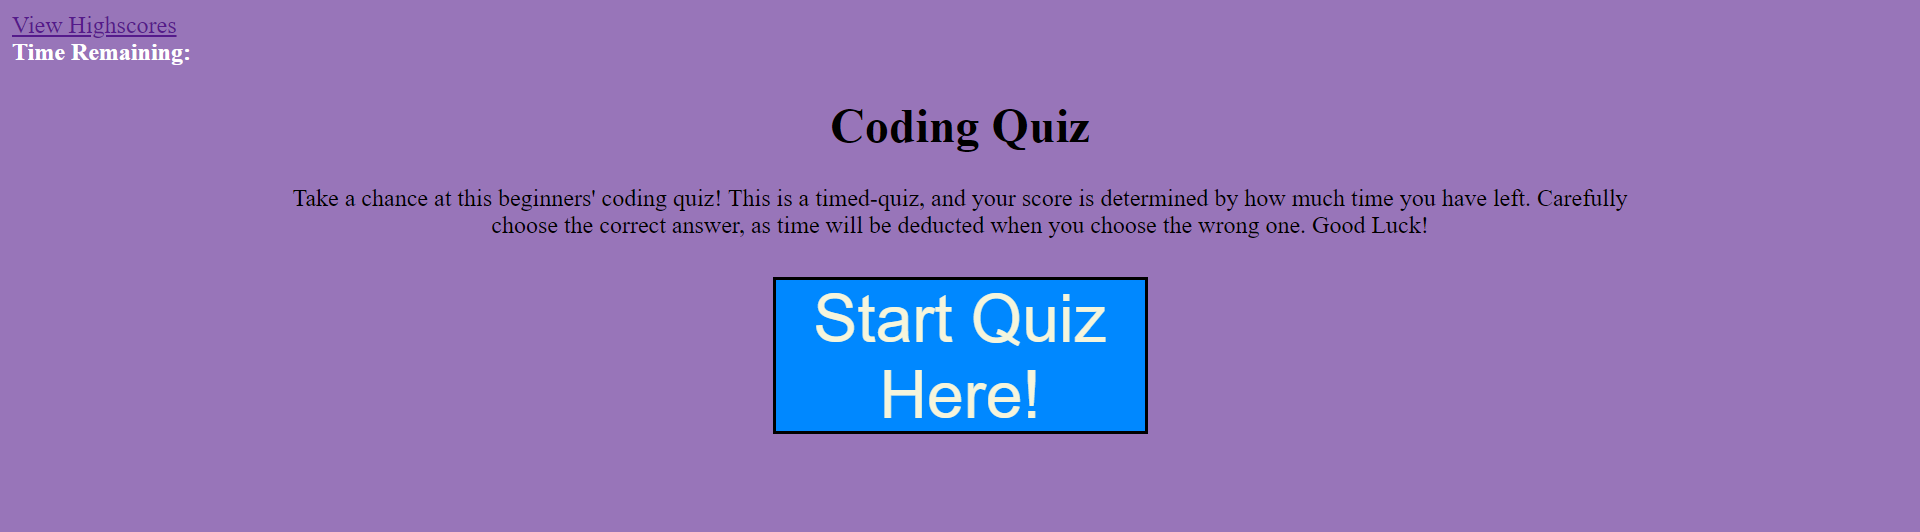 View Highscores
Time Remaining:
Coding Quiz
Take a chance at this beginners' coding quiz! This is a timed-quiz, and your score is determined by how much time you have left. Carefully
choose the correct answer, as time will be deducted when you choose the wrong one. Good Luck!
Start Quiz
Here!